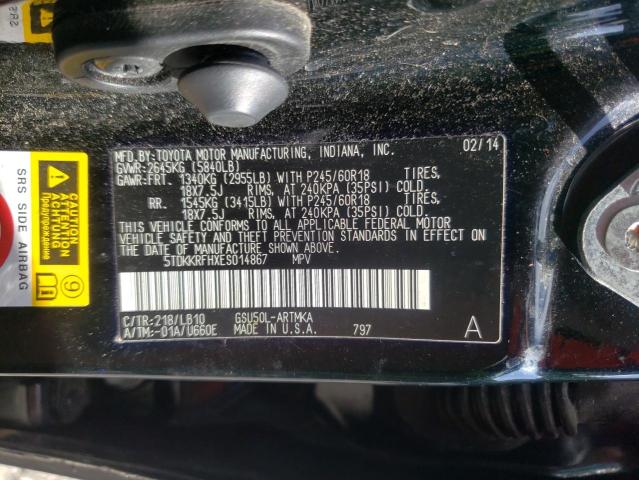 MFD.BY:TOYOTA MOTOR MANUFACTURING, INDIANA, INC. 02/14
GVWR:2645KG (5840LB)
GAWR:FRT. 1340KG (2955LB) WITH P245/60R18 TIRES,
18X7.5J RIMS, AT 240KPA (35PSI) COLD.
RR. 1545KG (3415LB) WITH P245/60R18 TIRES,
18X7.5J RIMS, AT 240KPA (35PSI) COLD.
THIS VEHICLE CONFORMS TO ALL APPLICABLE FEDERAL MOTOR
VEHICLE SAFETY AND THEFT PREVENTION STANDARDS IN EFFECT ON
THE DATE OF MANUFACTURE SHOWN ABOVE.
5TDKKRFHXES014867 MPV
C/TR:218/LB10 GSU50L-ARTMKA
A/TM:-01A/U660E MADE IN U.S.A. 797 A
SRS SIDE AIRBAG
CAUTION
ATTENTION
ACHTUNG
9